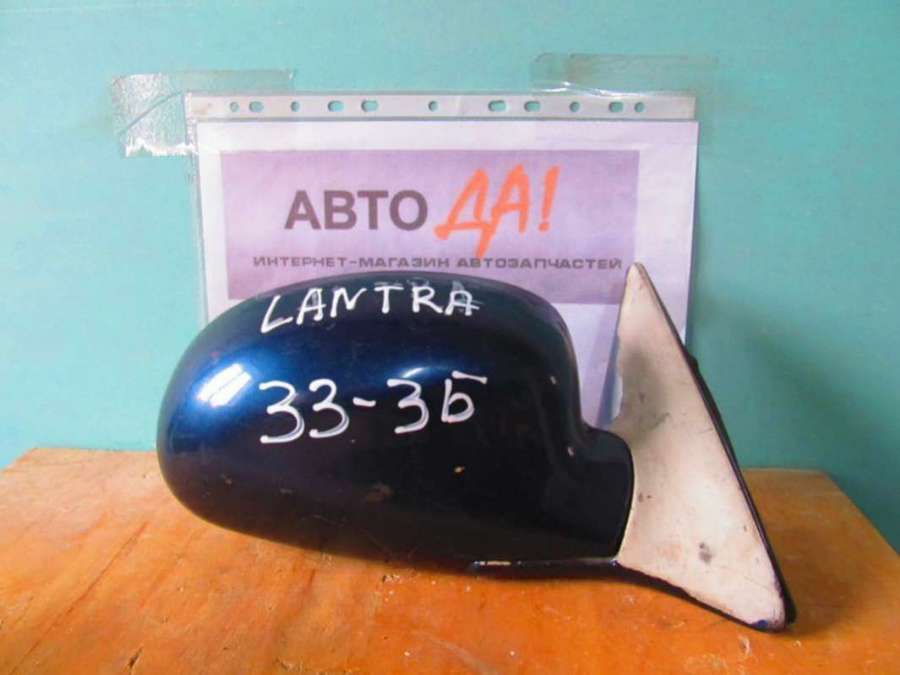 АВТО ДА!
ИНТЕРНЕТ-МАГАЗИН АВТОЗАПЧАСТЕЙ
LANTRA
33-3Б